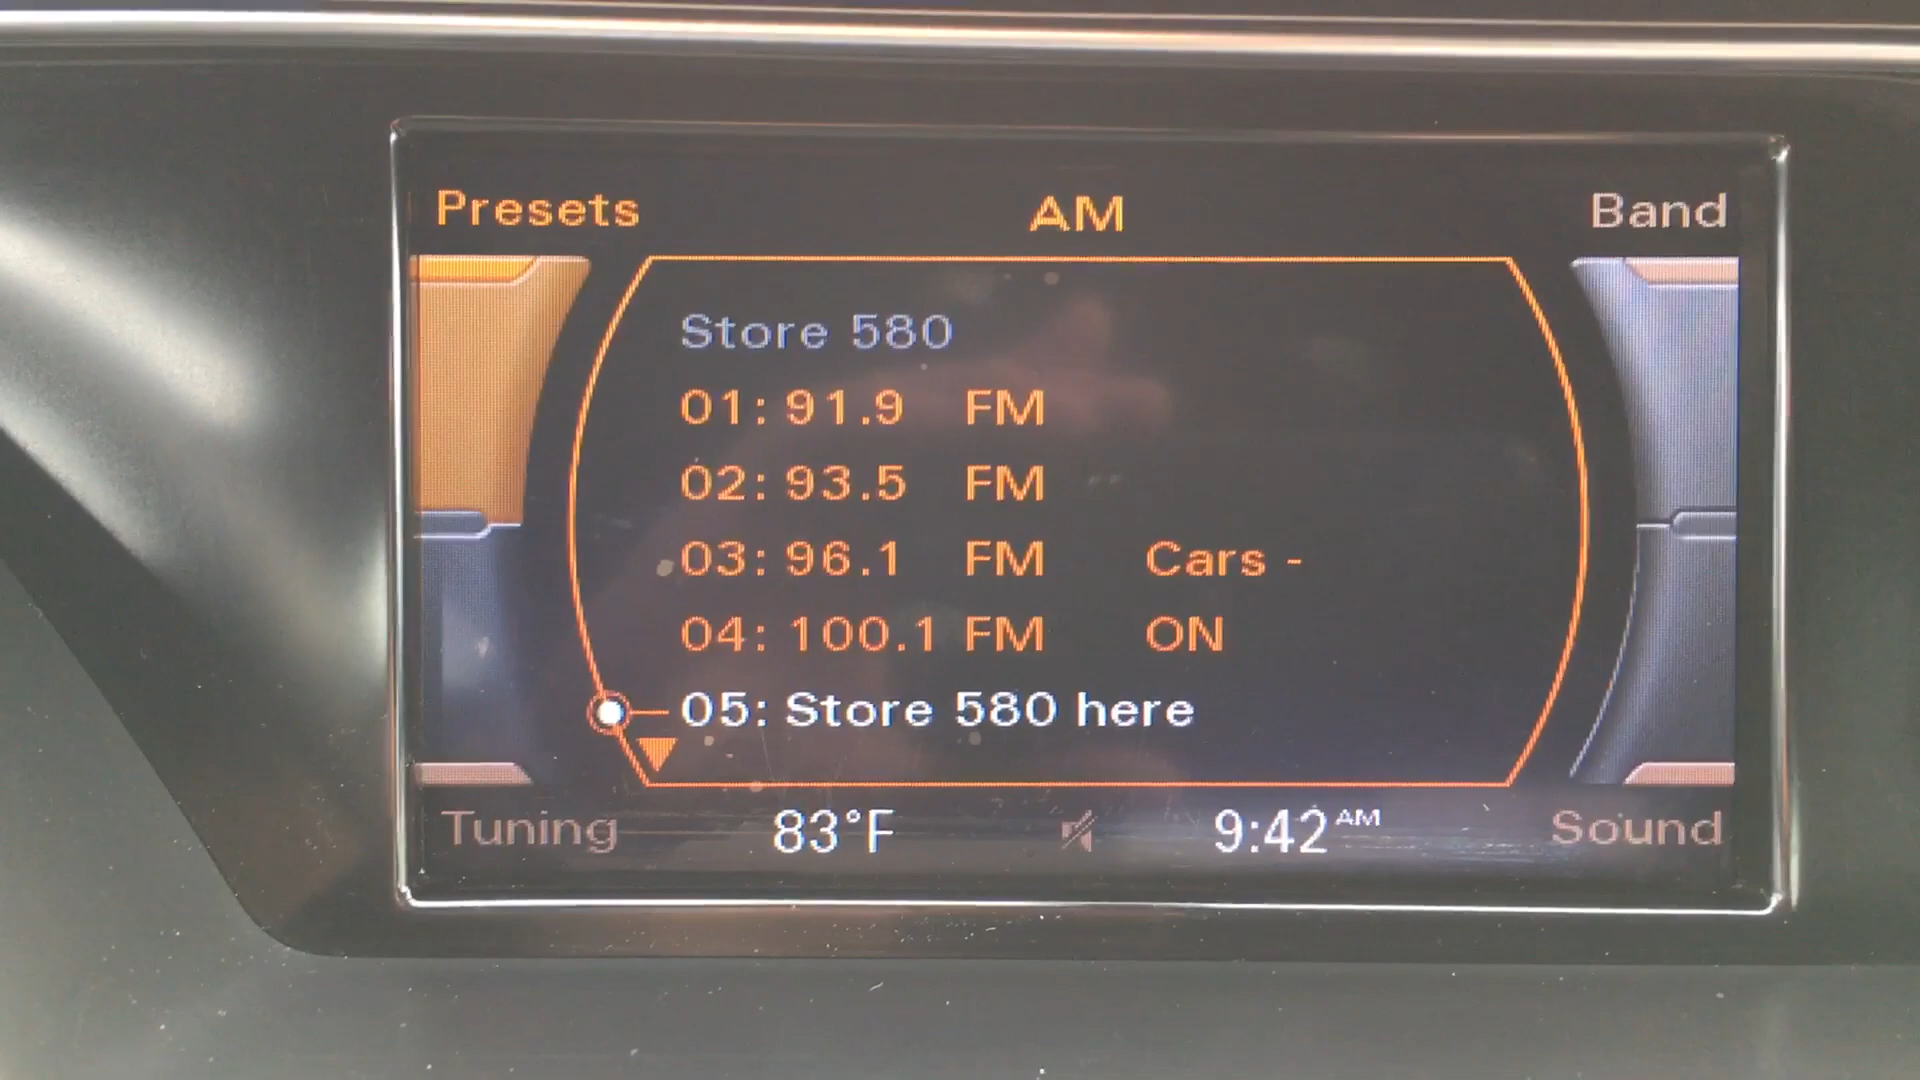 Presets AM Band
Store 580
01: 91.9 FM
02: 93.5 FM
03: 96.1 FM Cars -
04: 100.1 FM ON
05: Store 580 here
Tuning 83°F 9:42 AM Sound